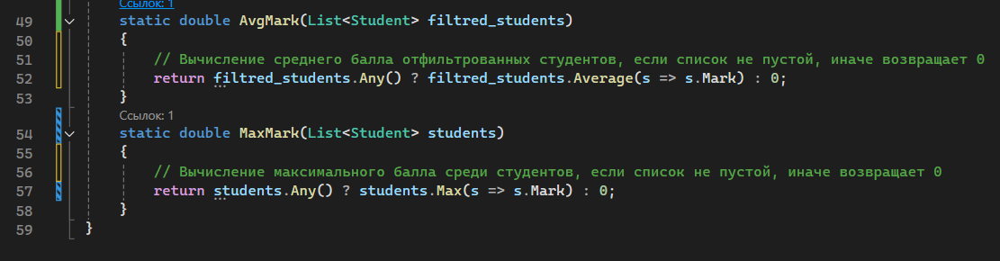 Ссылок: 1
49 static double AvgMark(List<Student> filtred_students)
50 {
51 // Вычисление среднего балла отфильтрованных студентов, если список не пустой, иначе возвращает 0
52 return filtred_students.Any() ? filtred_students.Average(s => s.Mark) : 0;
53 }
Ссылок: 1
54 static double MaxMark(List<Student> students)
55 {
56 // Вычисление максимального балла среди студентов, если список не пустой, иначе возвращает 0
57 return students.Any() ? students.Max(s => s.Mark) : 0;
58 }
59 }